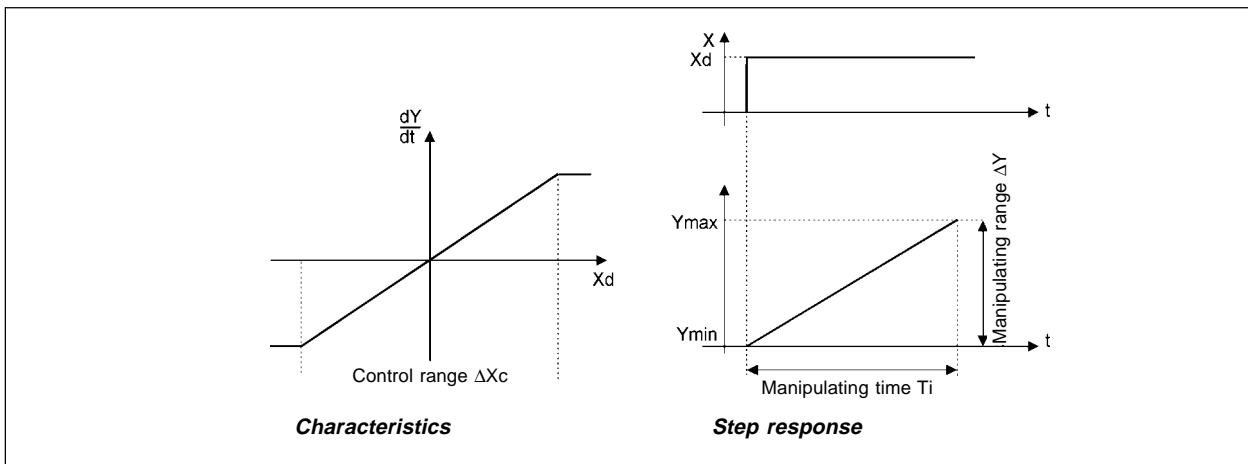 dY
dt
Xd
Control range ΔXc
Characteristics
X
Xd
t
Ymax
Ymin
t
Manipulating range ΔY
Manipulating time Ti
Step response